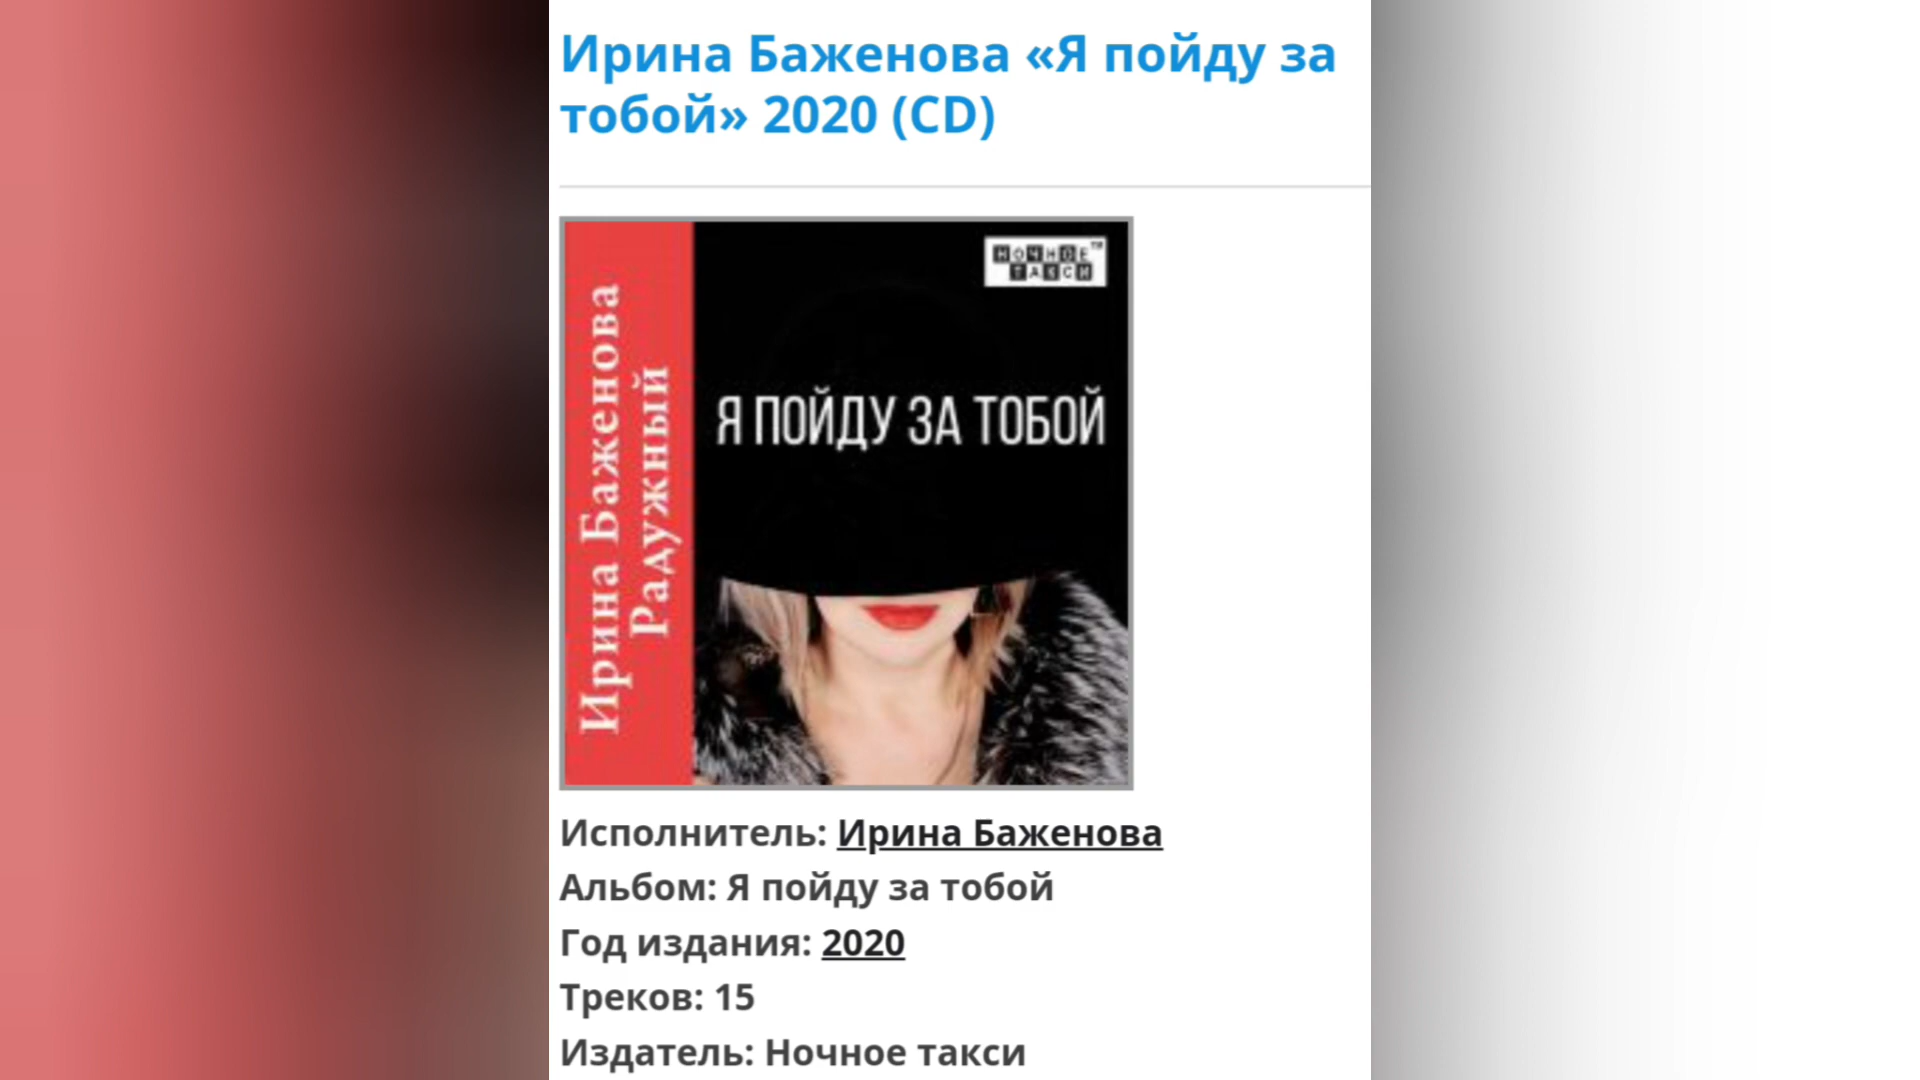 Ирина Баженова «Я пойду за
тобой» 2020 (CD)
НОЧНОЕ™
ТАКСИ
Ирина Баженова
Радужный
Я ПОЙДУ ЗА ТОБОЙ
Исполнитель: Ирина Баженова
Альбом: Я пойду за тобой
Год издания: 2020
Треков: 15
Издатель: Ночное такси